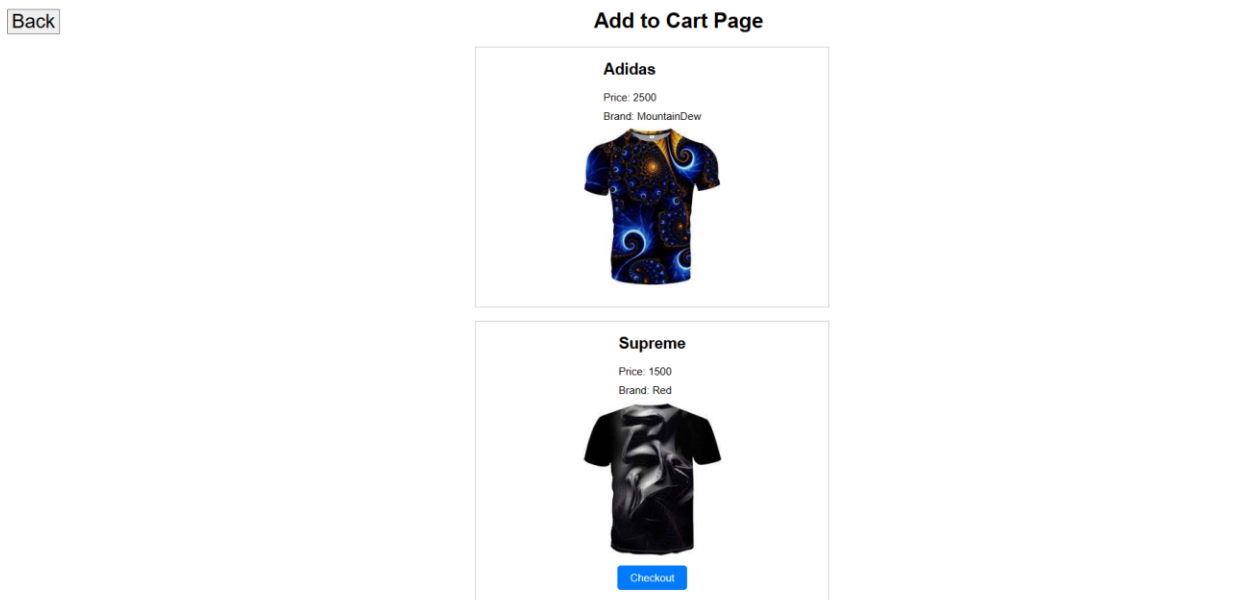 Back
Add to Cart Page
Adidas
Price: 2500
Brand: MountainDew
Supreme
Price: 1500
Brand: Red
Checkout